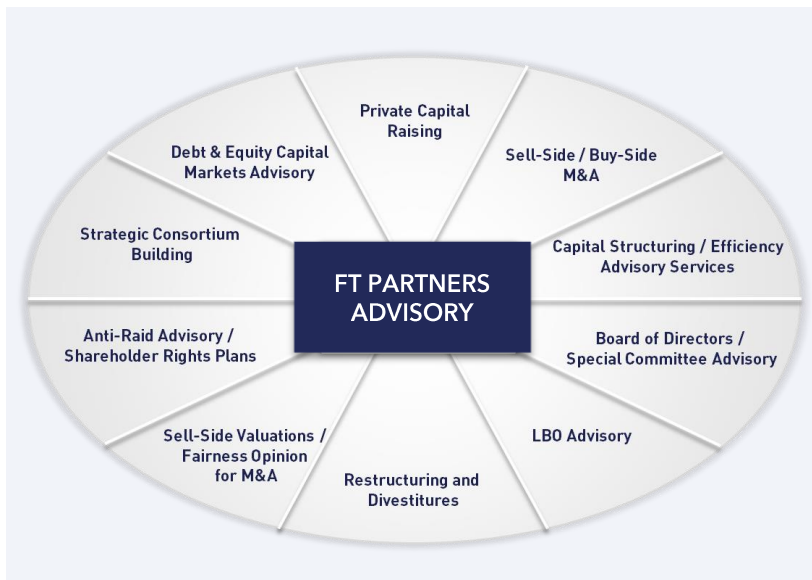 Private Capital
Raising
Debt & Equity Capital
Markets Advisory
Sell-Side / Buy-Side
M&A
Strategic Consortium
Building
Capital Structuring / Efficiency
Advisory Services
FT PARTNERS
ADVISORY
Anti-Raid Advisory /
Shareholder Rights Plans
Board of Directors /
Special Committee Advisory
Sell-Side Valuations /
Fairness Opinion
for M&A
LBO Advisory
Restructuring and
Divestitures